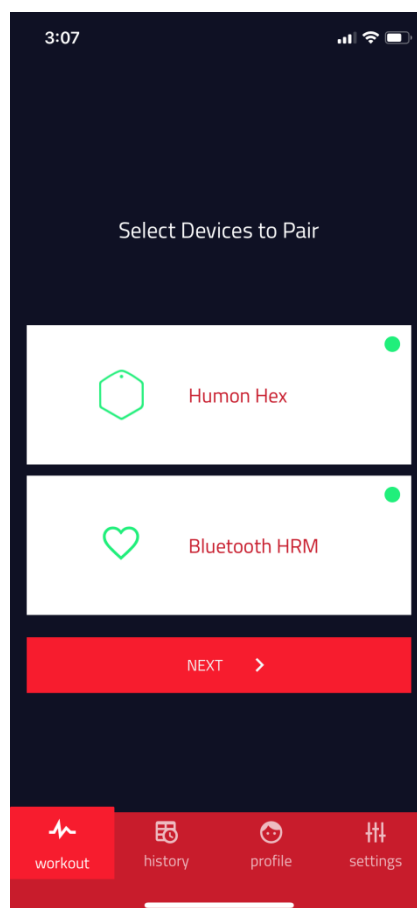 3:07
Select Devices to Pair
Humon Hex
Bluetooth HRM
NEXT
workout history profile settings